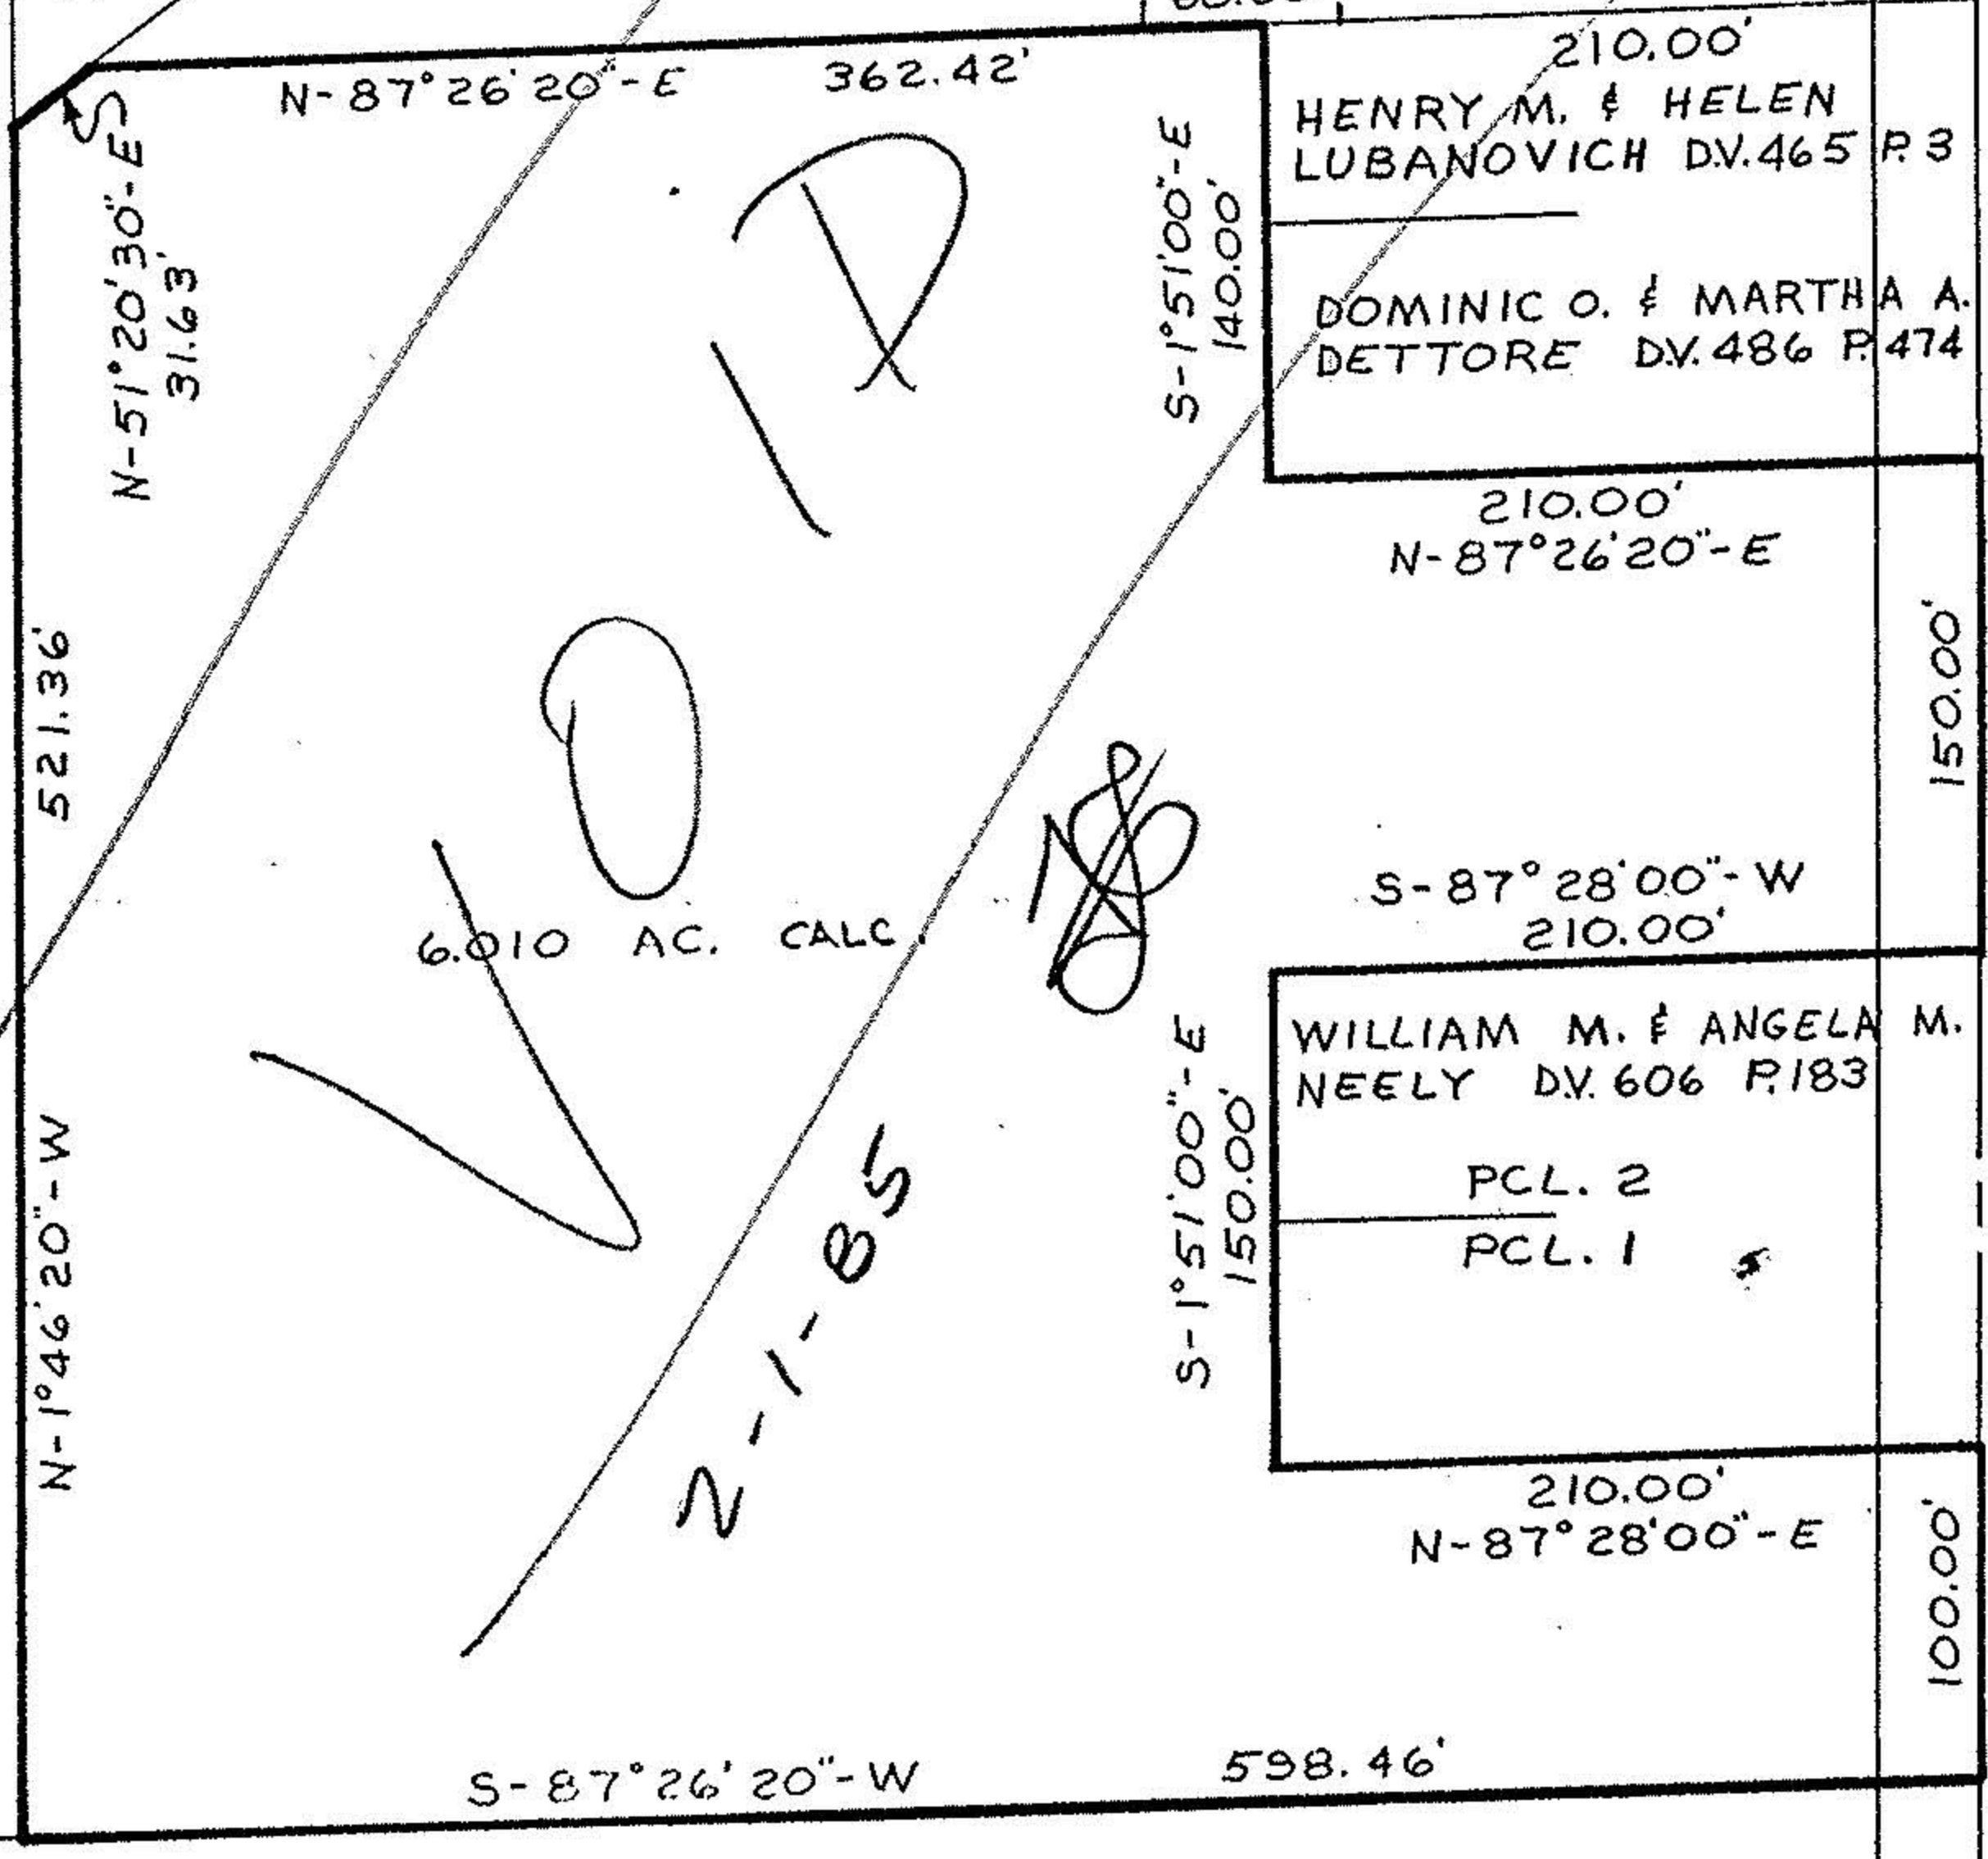 210.00'
N-87°26'20"-E 362.42'
HENRY M. & HELEN
LUBANOVICH D.V.465 P.3
S-1°51'00"-E
140.00'
N-51°20'30"-E
31.63'
DOMINIC O. & MARTHA A.
DETTORE D.V.486 P.474
210.00'
N-87°26'20"-E
150.00'
521.36'
N-1°46'20"-W
VOID
6.010 AC. CALC.
S-87°28'00"-W
210.00'
WILLIAM M. & ANGELA M.
NEELY D.V. 606 P.183
S-1°51'00"-E
150.00'
PCL. 2
PCL. 1
2-1-85
210.00'
N-87°28'00"-E
100.00'
S-87°26'20"-W 598.46'